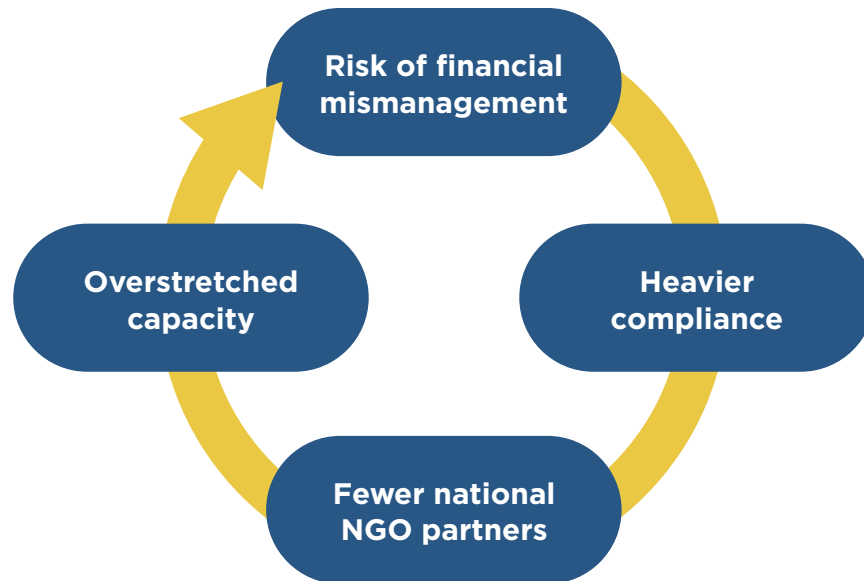 Risk of financial
mismanagement
Heavier
compliance
Fewer national
NGO partners
Overstretched
capacity